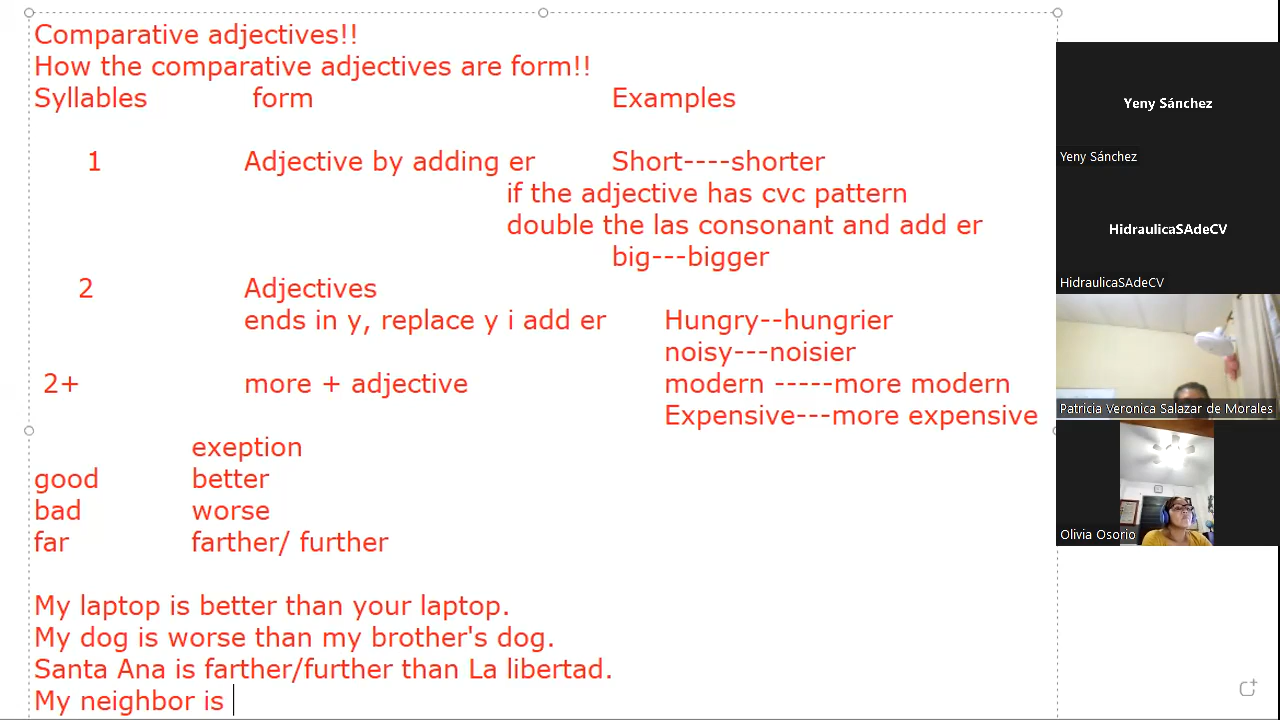 Comparative adjectives!!
How the comparative adjectives are form!!
Syllables form Examples
1 Adjective by adding er Short----shorter
if the adjective has cvc pattern
double the las consonant and add er
big---bigger
2 Adjectives
ends in y, replace y i add er Hungry--hungrier
noisy---noisier
2+ more + adjective modern -----more modern
Expensive---more expensive
exeption
good better
bad worse
far farther/ further
My laptop is better than your laptop.
My dog is worse than my brother's dog.
Santa Ana is farther/further than La libertad.
My neighbor is
Yeny Sánchez
Yeny Sánchez
HidraulicaSAdeCV
HidraulicaSAdeCV
Patricia Veronica Salazar de Morales
Olivia Osorio